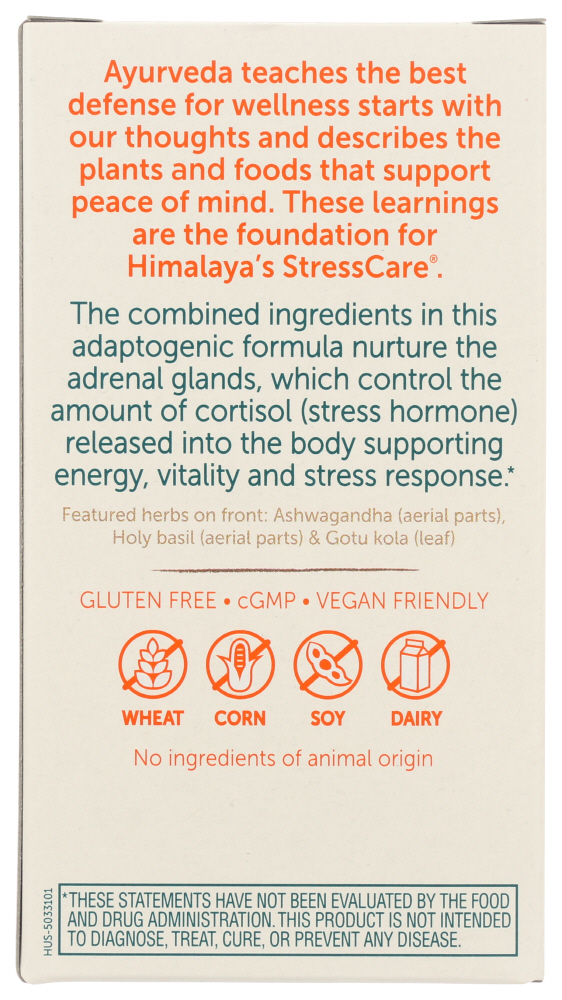 Ayurveda teaches the best
defense for wellness starts with
our thoughts and describes the
plants and foods that support
peace of mind. These learnings
are the foundation for
Himalaya's StressCare®.
The combined ingredients in this
adaptogenic formula nurture the
adrenal glands, which control the
amount of cortisol (stress hormone)
released into the body supporting
energy, vitality and stress response.*
Featured herbs on front: Ashwagandha (aerial parts),
Holy basil (aerial parts) & Gotu kola (leaf)
GLUTEN FREE • cGMP • VEGAN FRIENDLY
WHEAT CORN SOY DAIRY
No ingredients of animal origin
HUS-5033101
*THESE STATEMENTS HAVE NOT BEEN EVALUATED BY THE FOOD
AND DRUG ADMINISTRATION. THIS PRODUCT IS NOT INTENDED
TO DIAGNOSE, TREAT, CURE, OR PREVENT ANY DISEASE.